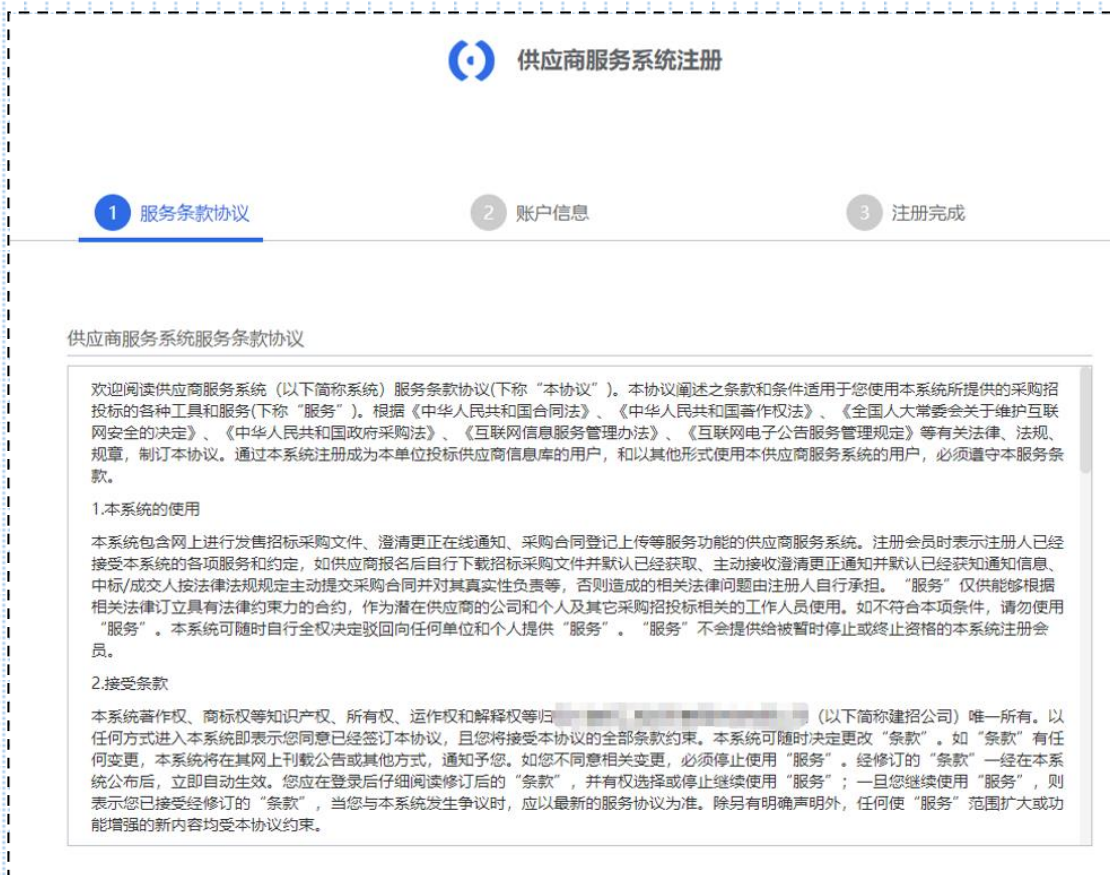 供应商服务系统注册
1 服务条款协议
2 账户信息
3 注册完成
供应商服务系统服务条款协议
欢迎阅读供应商服务系统（以下简称系统）服务条款协议(下称“本协议”)。本协议阐述之条款和条件适用于您使用本系统所提供的采购招
投标的各种工具和服务(下称“服务”)。根据《中华人民共和国合同法》、《中华人民共和国著作权法》、《全国人大常委会关于维护互联
网安全的决定》、《中华人民共和国政府采购法》、《互联网信息服务管理办法》、《互联网电子公告服务管理规定》等有关法律、法规、
规章，制订本协议。通过本系统注册成为本单位投标供应商信息库的用户，和以其他形式使用本供应商服务系统的用户，必须遵守本服务条
款。
1.本系统的使用
本系统包含网上进行发售招标采购文件、澄清更正在线通知、采购合同登记上传等服务功能的供应商服务系统。注册会员时表示注册人已经
接受本系统的各项服务和约定，如供应商报名后自行下载招标采购文件并默认已经获取、主动接收澄清更正通知并默认已经获知通知信息、
中标/成交人按法律法规规定主动提交采购合同并对其真实性负责等，否则造成的相关法律问题由注册人自行承担。“服务”仅供能够根据
相关法律订立具有法律约束力的合约，作为潜在供应商的公司和个人及其它采购招投标相关的工作人员使用。如不符合本项条件，请勿使用
“服务”。本系统可随时自行全权决定驳回向任何单位和个人提供“服务”。“服务”不会提供给被暂时停止或终止资格的本系统注册会
员。
2.接受条款
本系统著作权、商标权等知识产权、所有权、运作权和解释权等归（以下简称建招公司）唯一所有。以
任何方式进入本系统即表示您同意已经签订本协议，且您将接受本协议的全部条款约束。本系统可随时决定更改“条款”。如“条款”有任
何变更，本系统将在其网上刊载公告或其他方式，通知予您。如您不同意相关变更，必须停止使用“服务”。经修订的“条款”一经在本系
统公布后，立即自动生效。您应在登录后仔细阅读修订后的“条款”，并有权选择或停止继续使用“服务”；一旦您继续使用“服务”，则
表示您已接受经修订的“条款”，当您与本系统发生争议时，应以最新的服务协议为准。除另有明确声明外，任何使“服务”范围扩大或功
能增强的新内容均受本协议约束。